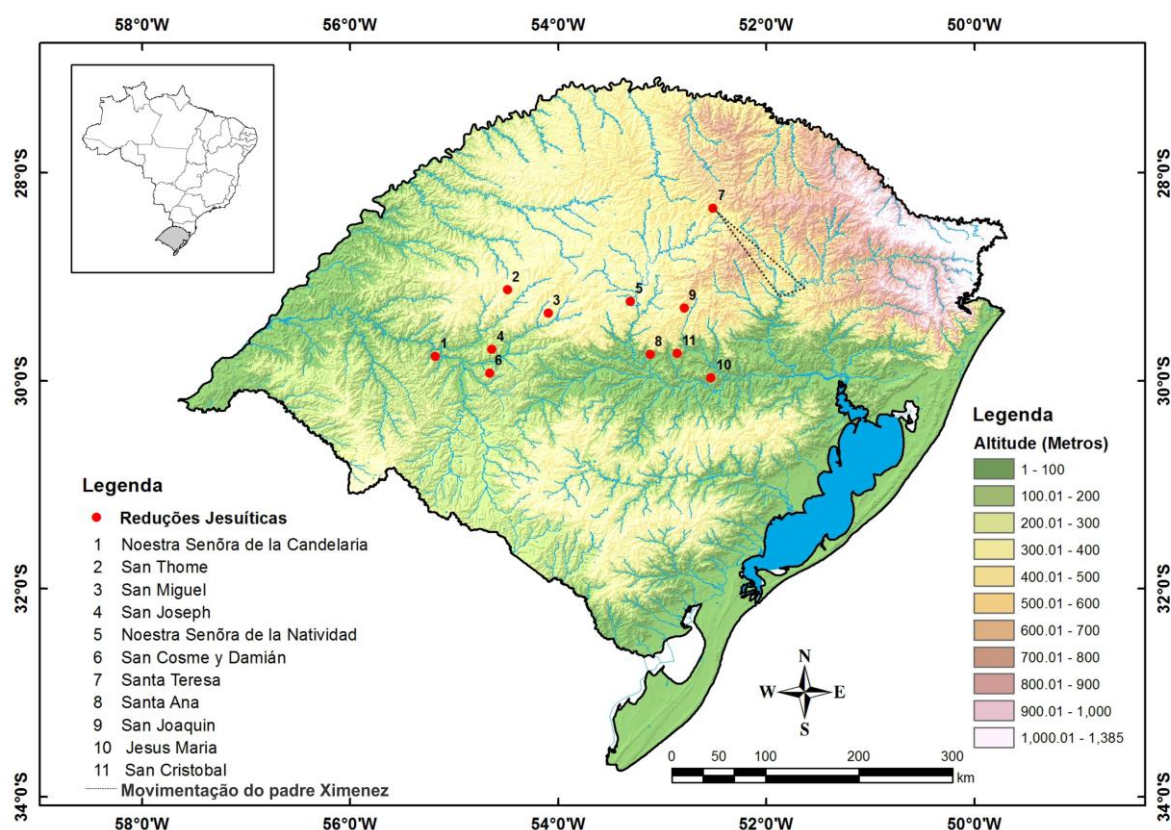 58°0'W 56°0'W 54°0'W 52°0'W 50°0'W
28°0'S 28°0'S
7
2
3
5
9
4
1
6
8
11
10
30°0'S 30°0'S
Legenda
Altitude (Metros)
1 - 100
100.01 - 200
200.01 - 300
300.01 - 400
400.01 - 500
500.01 - 600
600.01 - 700
700.01 - 800
800.01 - 900
900.01 - 1,000
1,000.01 - 1,385
Legenda
Reduções Jesuíticas
1 Noestra Senõra de la Candelaria
2 San Thome
3 San Miguel
4 San Joseph
5 Noestra Senõra de la Natividad
6 San Cosme y Damián
7 Santa Teresa
8 Santa Ana
9 San Joaquin
10 Jesus Maria
11 San Cristobal
Movimentação do padre Ximenez
32°0'S 32°0'S
N
W E
S
0 50 100 200 300
km
34°0'S 34°0'S
58°0'W 56°0'W 54°0'W 52°0'W 50°0'W